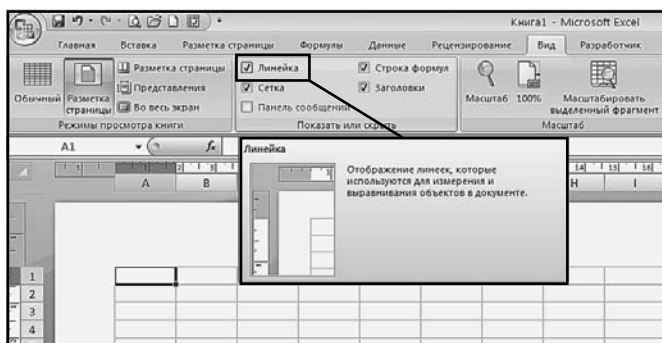 Книга1 - Microsoft Excel
Главная Вставка Разметка страницы Формулы Данные Рецензирование Вид Разработчик
Обычный
Разметка страницы
Разметка страницы
Представления
Во весь экран
Режимы просмотра книги
Линейка
Сетка
Панель сообщений
Строка формул
Заголовки
Показать или скрыть
Масштаб
100%
Масштабировать выделенный фрагмент
Масштаб
A1
fx
Линейка
Отображение линеек, которые
используются для измерения и
выравнивания объектов в документе.
A B H I
1
2
3
4